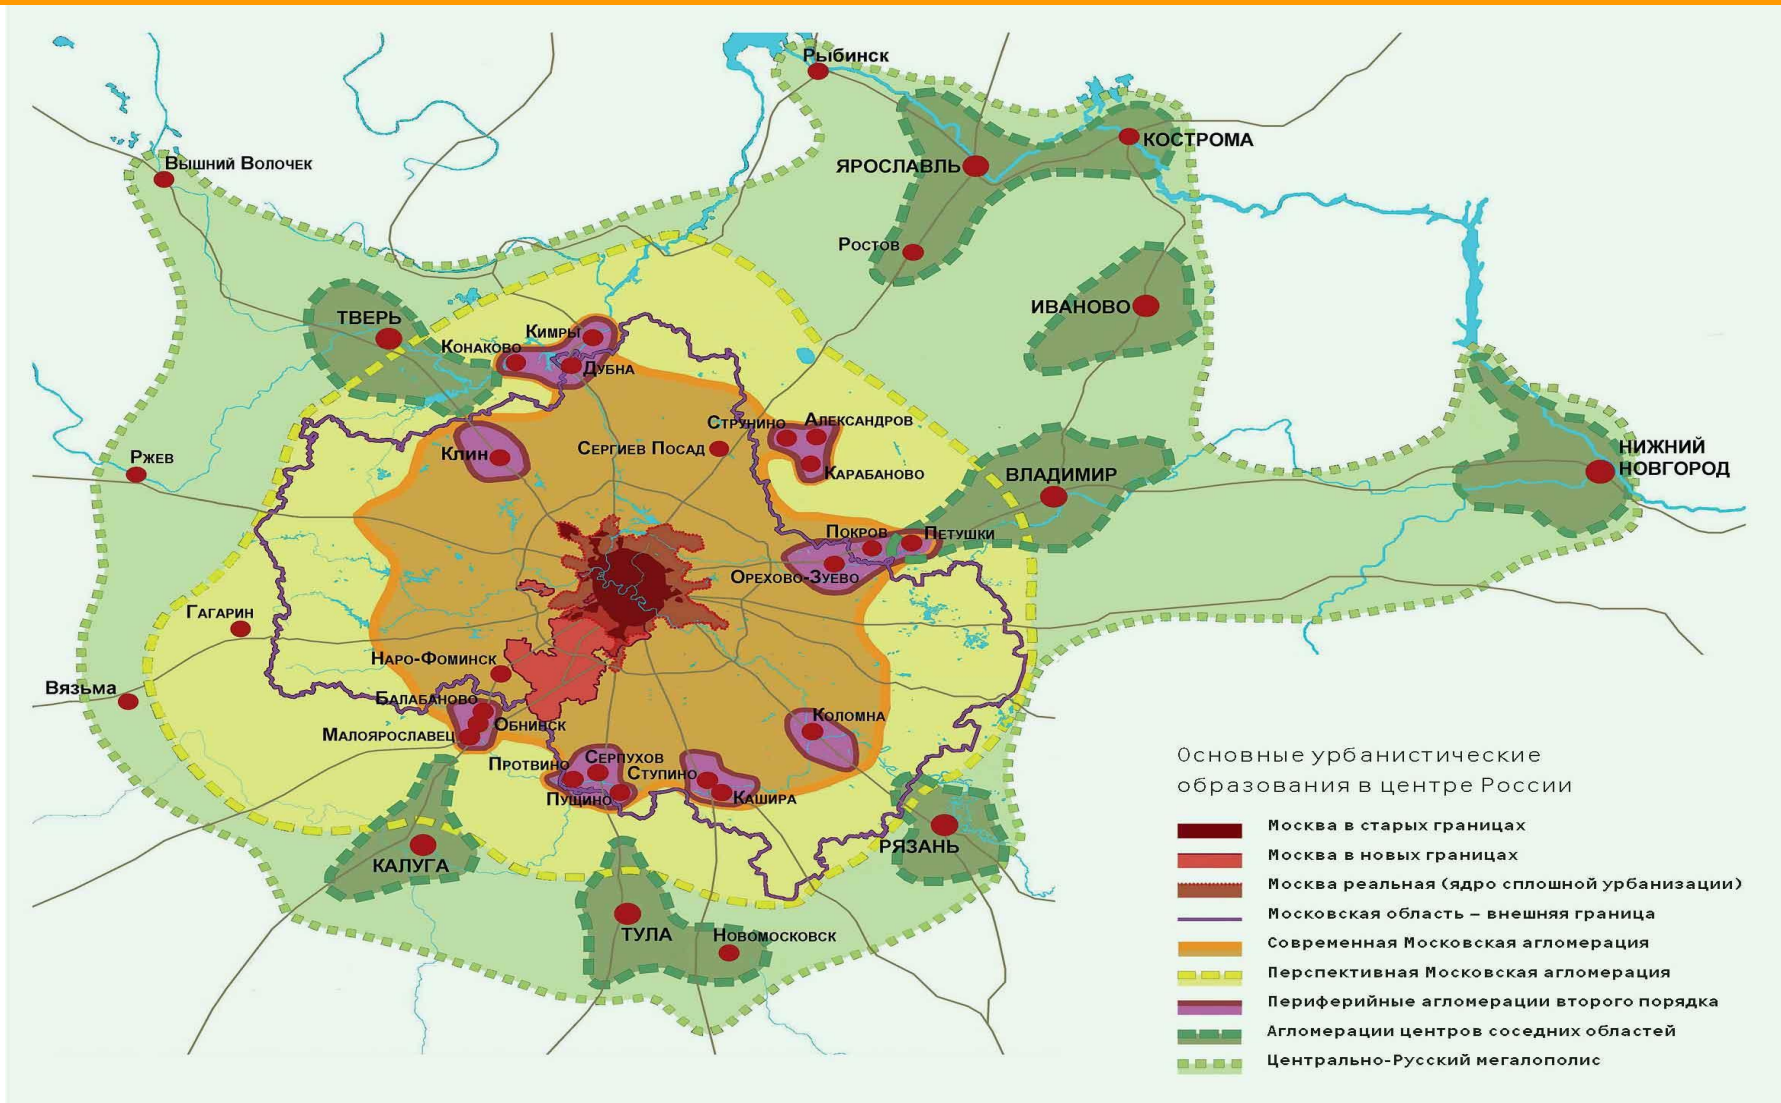 Рыбинск
КОСТРОМА
Вышний Волочек
ЯРОСЛАВЛЬ
Ростов
ИВАНОВО
ТВЕРЬ
Кимры
Конаково
Дубна
Струнино
Александров
Сергиев Посад
Клин
Карабаново
Ржев
ВЛАДИМИР
НИЖНИЙ
НОВГОРОД
Покров
Петушки
Орехово-Зуево
Гагарин
Наро-Фоминск
Вязьма
Балабаново
Обнинск
Малоярославец
Коломна
Протвино
Серпухов
Ступино
Пущино
Кашира
КАЛУГА
РЯЗАНЬ
ТУЛА
Новомосковск
Основные урбанистические
образования в центре России
Москва в старых границах
Москва в новых границах
Москва реальная (ядро сплошной урбанизации)
Московская область – внешняя граница
Современная Московская агломерация
Перспективная Московская агломерация
Периферийные агломерации второго порядка
Агломерации центров соседних областей
Центрально-Русский мегалополис